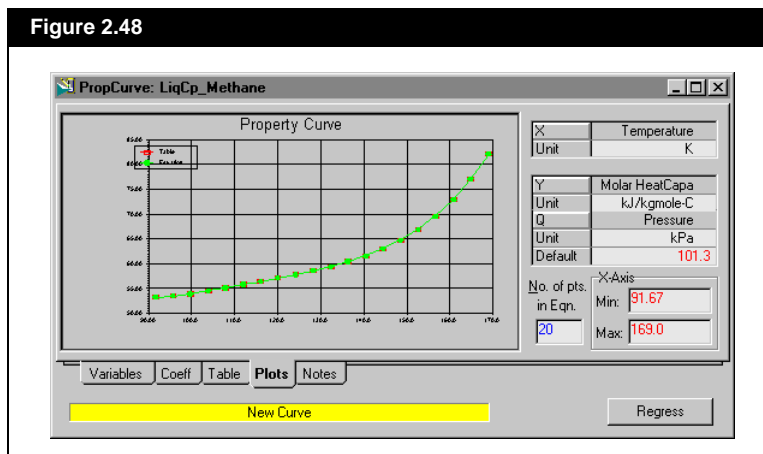 Figure 2.48
PropCurve: LiqCp_Methane
Property Curve
Table
X Temperature
Unit K
Y Molar HeatCapa
Unit kJ/kgmole-C
Q Pressure
Unit kPa
Default 101.3
No. of pts. in Eqn.
20
X-Axis
Min: 91.67
Max: 169.0
Variables Coeff Table Plots Notes
New Curve
Regress